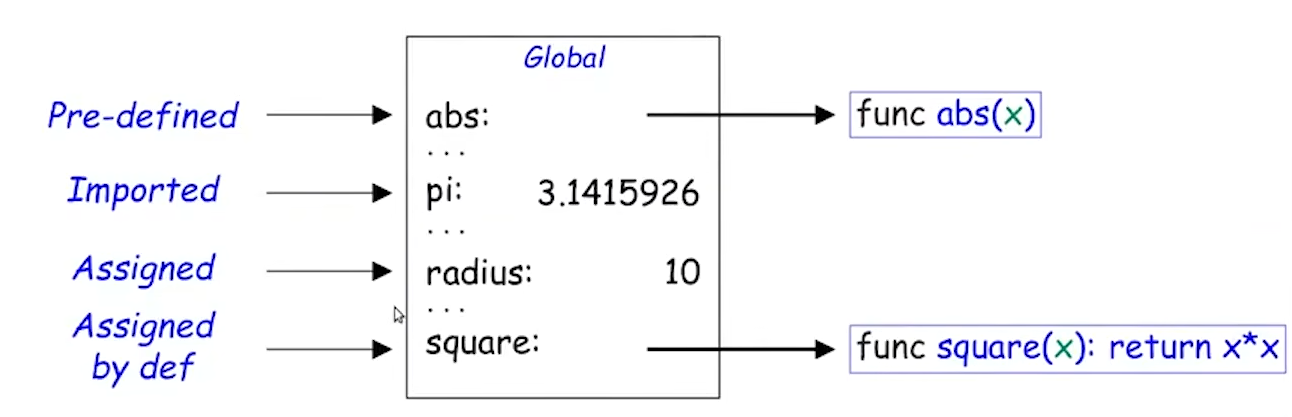 Global
Pre-defined abs: func abs(x)
...
Imported pi: 3.1415926
...
Assigned radius: 10
...
Assigned
by def square: func square(x): return x*x